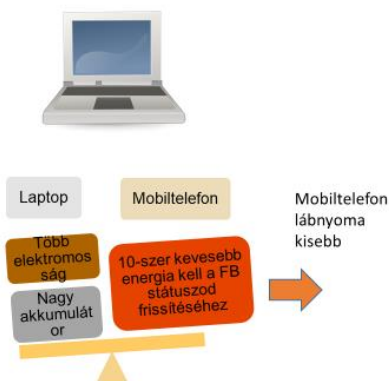 Laptop
Mobiltelefon
Több
elektromos
ság
Nagy
akkumulát
or
10-szer kevesebb
energia kell a FB
státuszod
frissítéséhez
Mobiltelefon
lábnyoma
kisebb